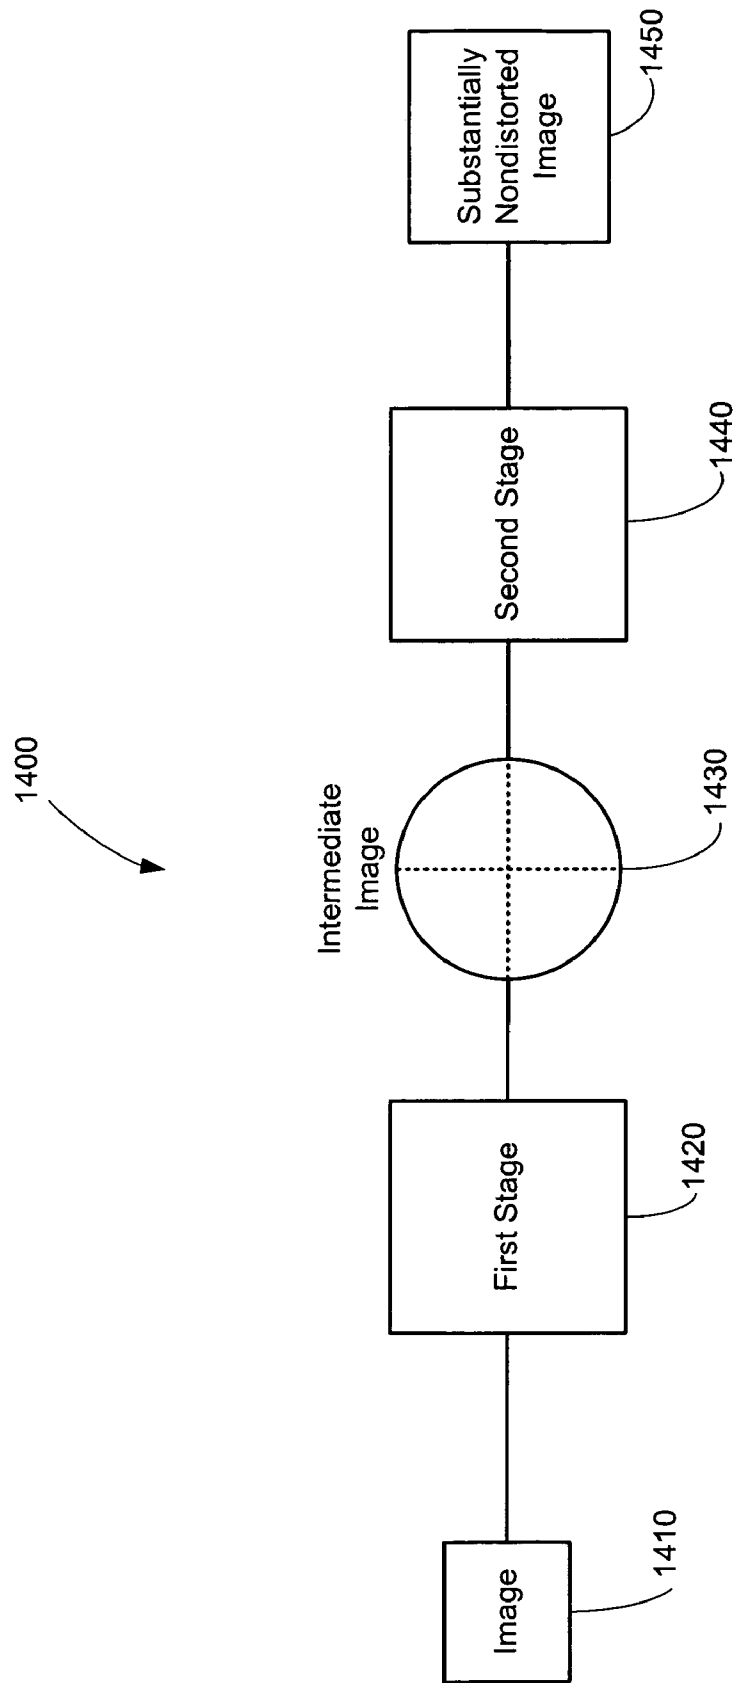 1400
Image
1410
First Stage
1420
Intermediate
Image
1430
Second Stage
1440
Substantially
Nondistorted
Image
1450